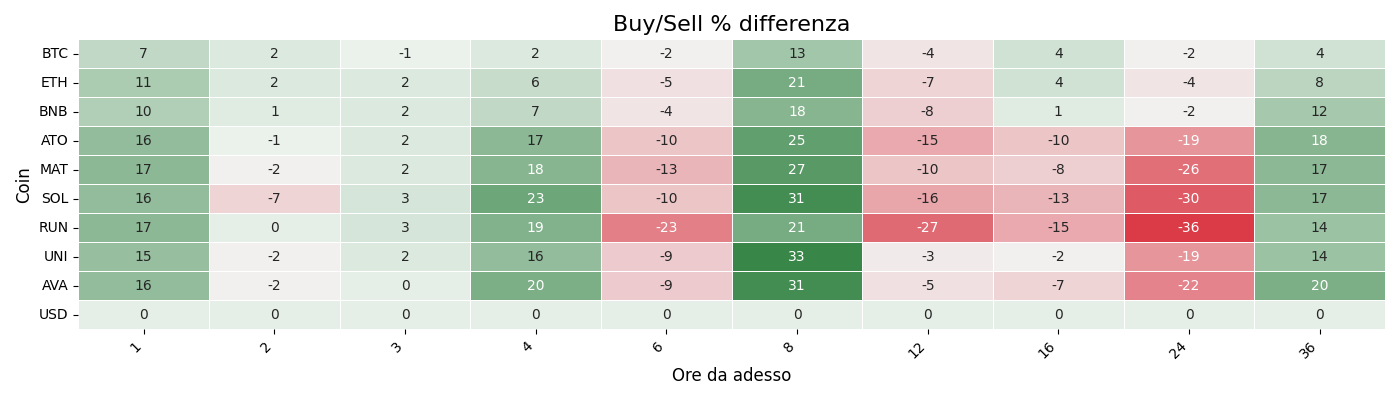 Buy/Sell % differenza
Coin
BTC 7 2 -1 2 -2 13 -4 4 -2 4
ETH 11 2 2 6 -5 21 -7 4 -4 8
BNB 10 1 2 7 -4 18 -8 1 -2 12
ATO 16 -1 2 17 -10 25 -15 -10 -19 18
MAT 17 -2 2 18 -13 27 -10 -8 -26 17
SOL 16 -7 3 23 -10 31 -16 -13 -30 17
RUN 17 0 3 19 -23 21 -27 -15 -36 14
UNI 15 -2 2 16 -9 33 -3 -2 -19 14
AVA 16 -2 0 20 -9 31 -5 -7 -22 20
USD 0 0 0 0 0 0 0 0 0 0
1 2 3 4 6 8 12 16 24 36
Ore da adesso